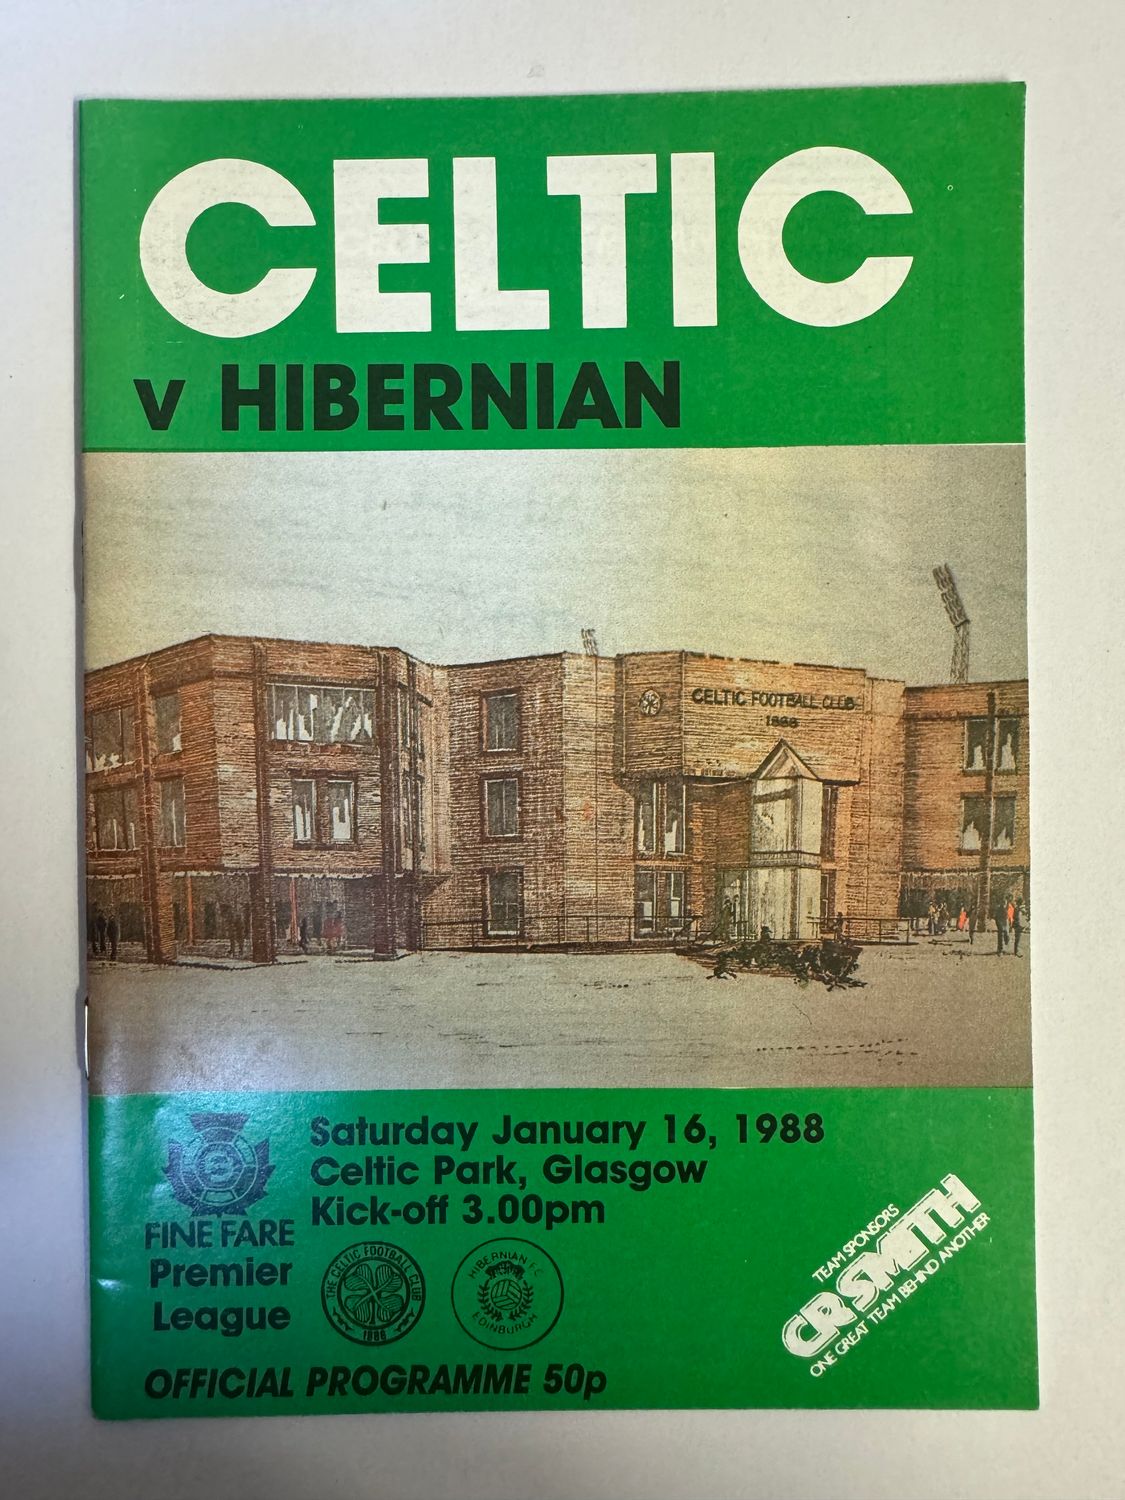 CELTIC
v HIBERNIAN
CELTIC FOOTBALL CLUB
1888
Saturday January 16, 1988
Celtic Park, Glasgow
Kick-off 3.00pm
FINE FARE
Premier
League
THE CELTIC FOOTBALL CLUB
1888
HIBERNIAN F.C.
EDINBURGH
TEAM SPONSORS
CR SMITH
ONE GREAT TEAM BEHIND ANOTHER
OFFICIAL PROGRAMME 50p